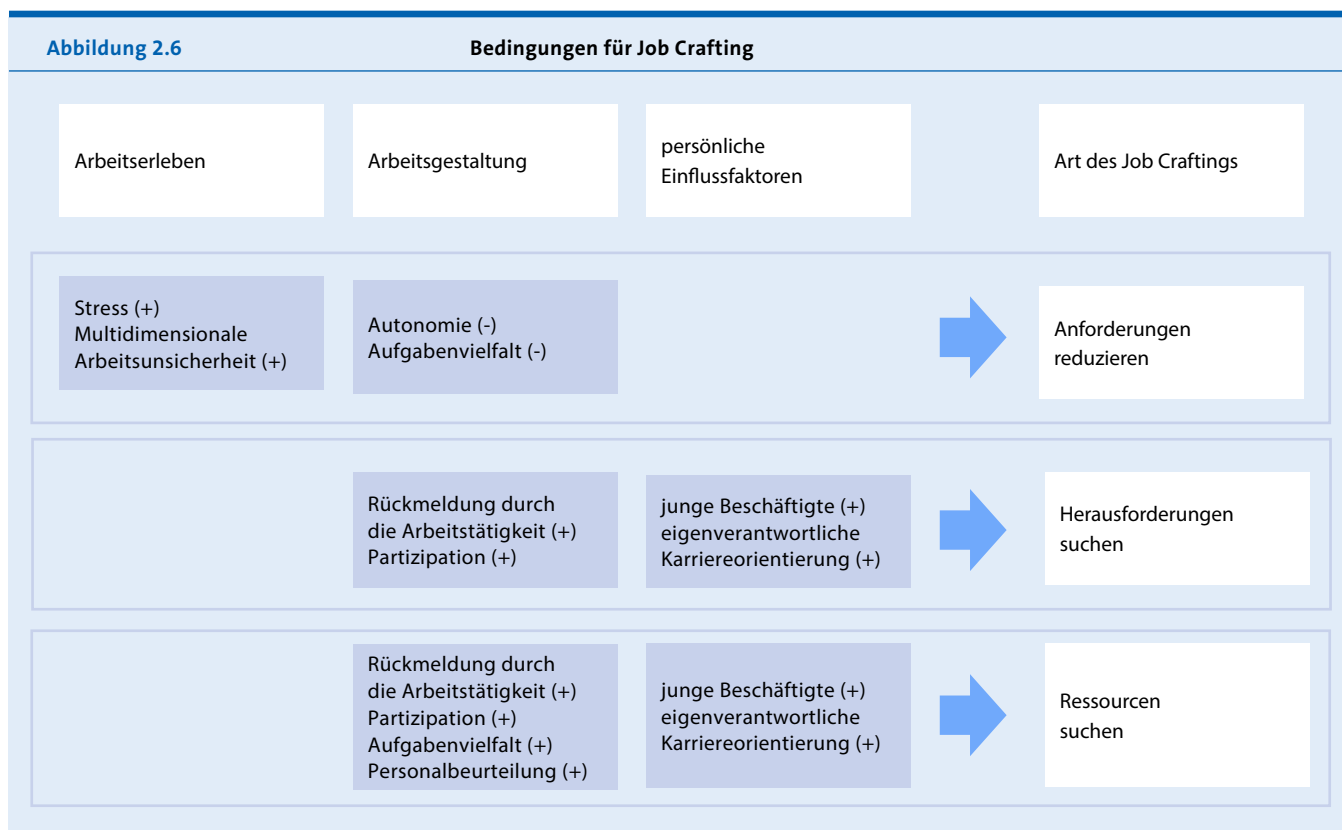 Abbildung 2.6
Bedingungen für Job Crafting
Arbeitserleben
Arbeitsgestaltung
persönliche
Einflussfaktoren
Art des Job Craftings
Stress (+)
Multidimensionale
Arbeitsunsicherheit (+)
Autonomie (-)
Aufgabenvielfalt (-)
Anforderungen
reduzieren
Rückmeldung durch
die Arbeitstätigkeit (+)
Partizipation (+)
junge Beschäftigte (+)
eigenverantwortliche
Karriereorientierung (+)
Herausforderungen
suchen
Rückmeldung durch
die Arbeitstätigkeit (+)
Partizipation (+)
Aufgabenvielfalt (+)
Personalbeurteilung (+)
junge Beschäftigte (+)
eigenverantwortliche
Karriereorientierung (+)
Ressourcen
suchen